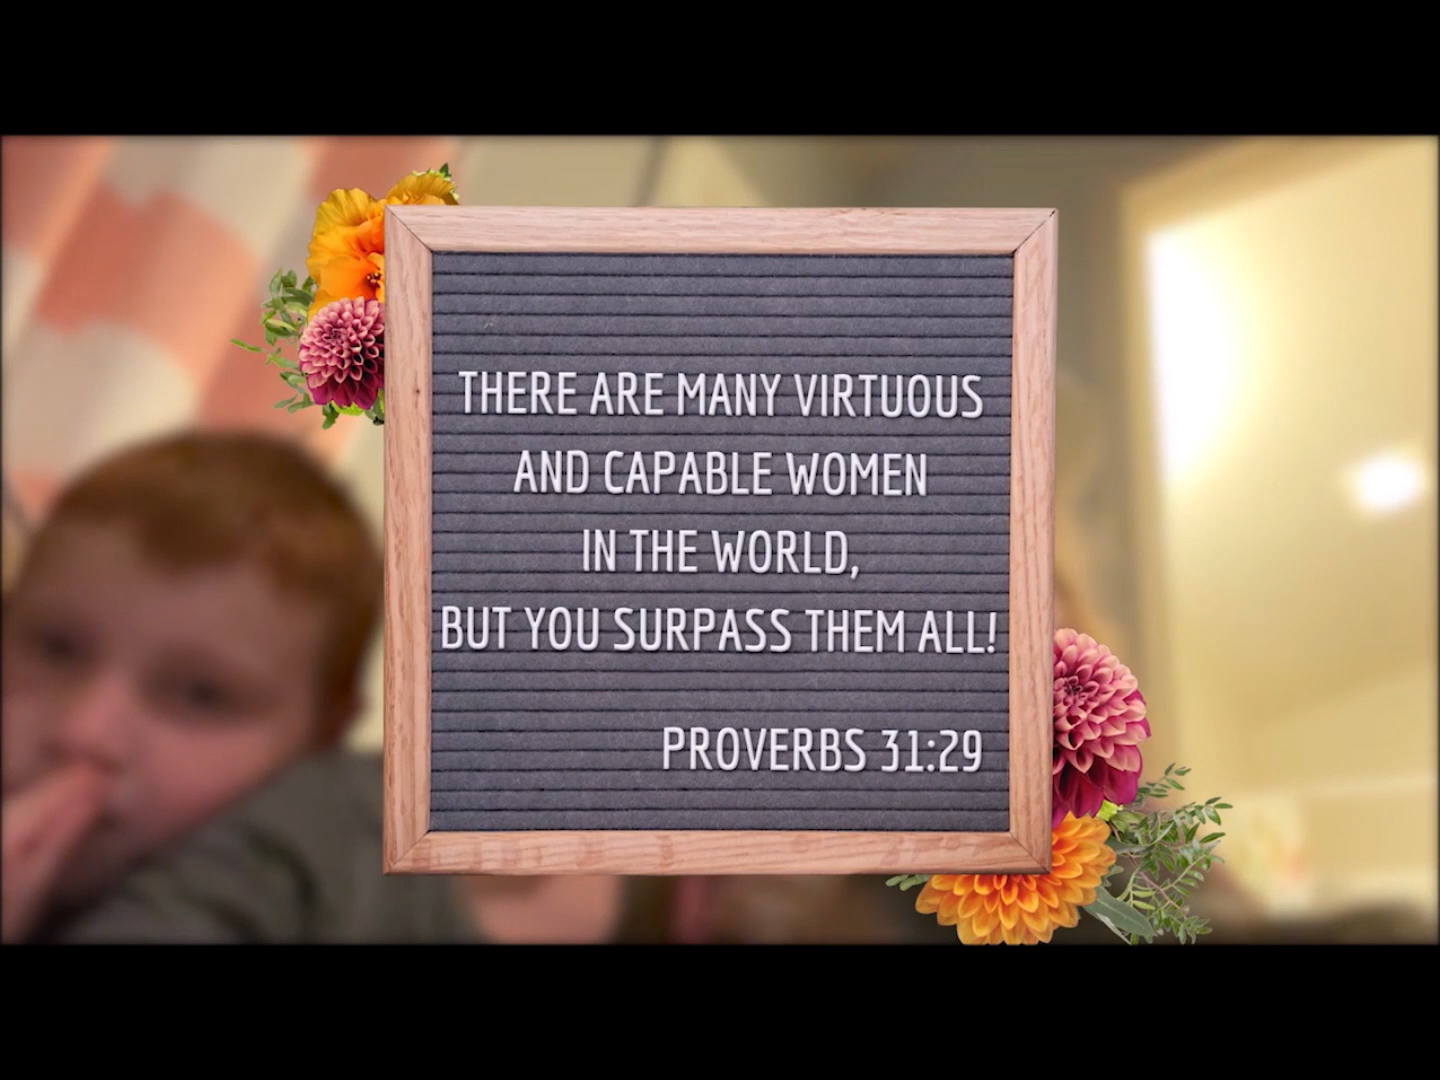 THERE ARE MANY VIRTUOUS
AND CAPABLE WOMEN
IN THE WORLD,
BUT YOU SURPASS THEM ALL!
PROVERBS 31:29